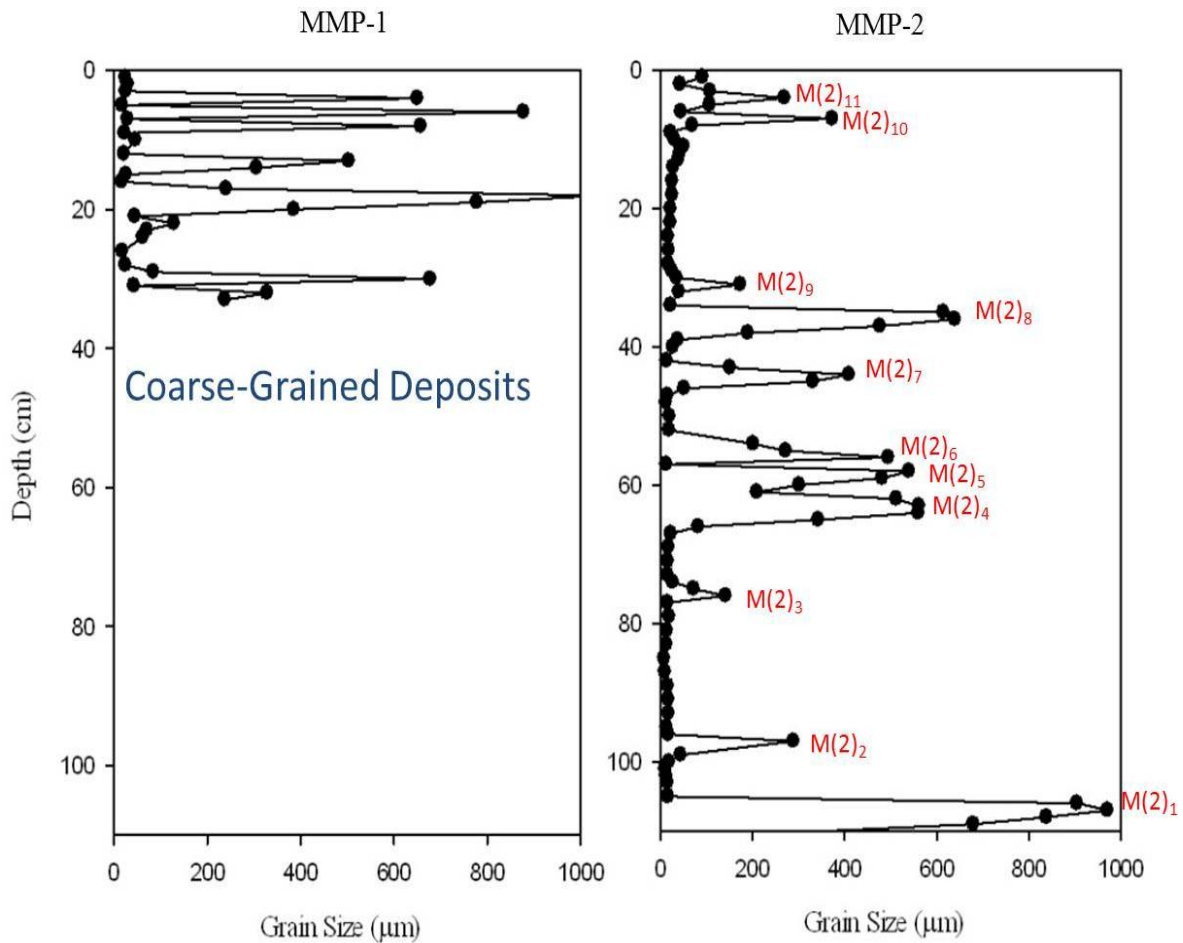 MMP-1
MMP-2
0
20
40
60
80
100
Depth (cm)
Coarse-Grained Deposits
0
200
400
600
800
1000
Grain Size (μm)
0
20
40
60
80
100
M(2)₁₁
M(2)₁₀
M(2)₉
M(2)₈
M(2)₇
M(2)₆
M(2)₅
M(2)₄
M(2)₃
M(2)₂
M(2)₁
0
200
400
600
800
1000
Grain Size (μm)